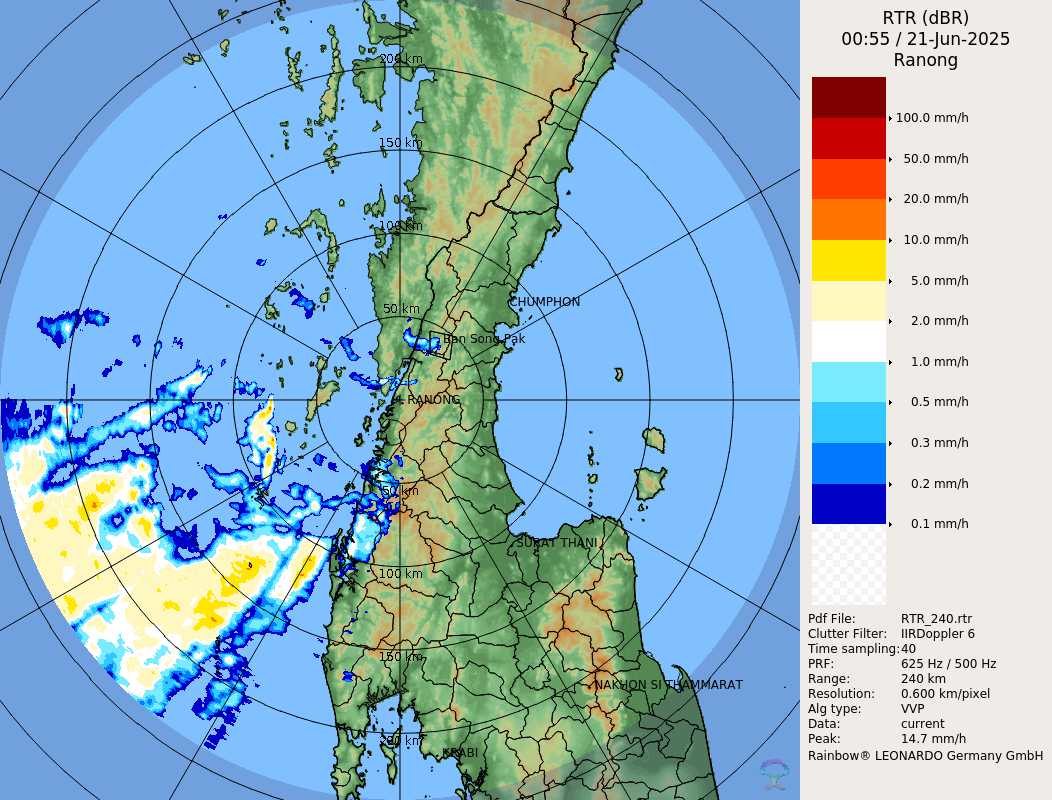 RTR (dBR)
00:55 / 21-Jun-2025
Ranong
100.0 mm/h
50.0 mm/h
20.0 mm/h
10.0 mm/h
5.0 mm/h
2.0 mm/h
1.0 mm/h
0.5 mm/h
0.3 mm/h
0.2 mm/h
0.1 mm/h
Pdf File: RTR_240.rtr
Clutter Filter: IIRDoppler 6
Time sampling:40
PRF: 625 Hz / 500 Hz
Range: 240 km
Resolution: 0.600 km/pixel
Alg type: VVP
Data: current
Peak: 14.7 mm/h
Rainbow® LEONARDO Germany GmbH
200 km
150 km
100 km
50 km
CHUMPHON
Ban Song Pak
RANONG
50 km
SURAT THANI
100 km
150 km
NAKHON SI THAMMARAT
200 km
KRABI